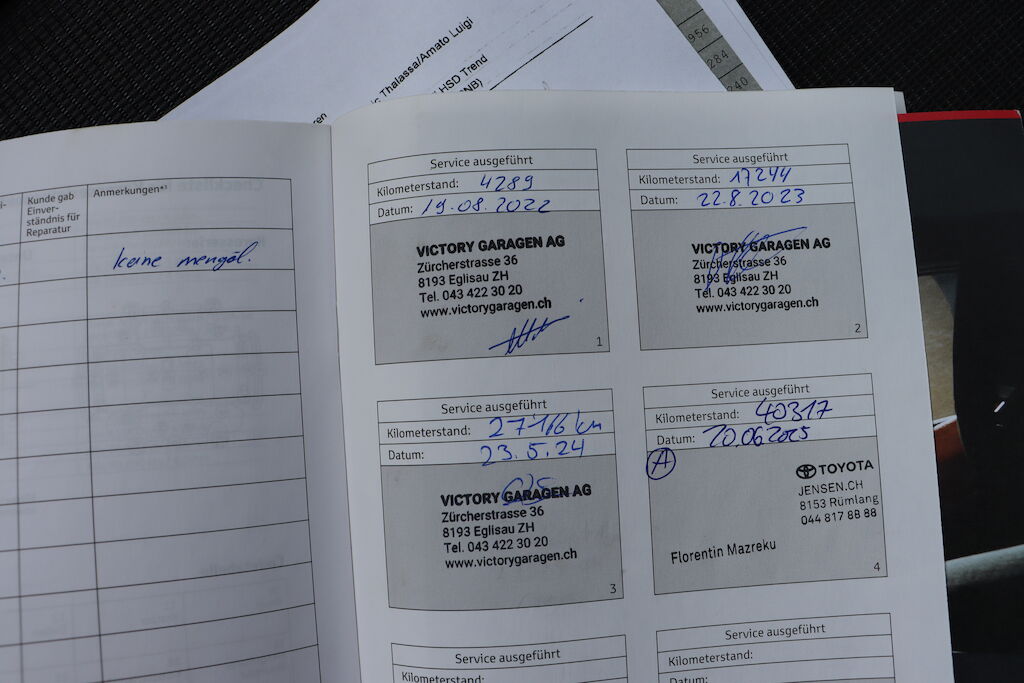 Thalassa/Amato Luigi
HSD Trend
956
284
240
Kunde gab
Einver-
ständnis für
Reparatur
Anmerkungen
keine mengel.
Service ausgeführt
Kilometerstand: 4289
Datum: 19.08.2022
VICTORY GARAGEN AG
Zürcherstrasse 36
8193 Eglisau ZH
Tel. 043 422 30 20
www.victorygaragen.ch
1
Service ausgeführt
Kilometerstand: 17244
Datum: 22.8.2023
VICTORY GARAGEN AG
Zürcherstrasse 36
8193 Eglisau ZH
Tel. 043 422 30 20
www.victorygaragen.ch
2
Service ausgeführt
Kilometerstand: 27116 km
Datum: 23.5.24
VICTORY GARAGEN AG
Zürcherstrasse 36
8193 Eglisau ZH
Tel. 043 422 30 20
www.victorygaragen.ch
3
Service ausgeführt
Kilometerstand: 40317
Datum: 20.06.2025
A
TOYOTA
JENSEN.CH
8153 Rümlang
044 817 88 88
Florentin Mazreku
4
Service ausgeführt
Kilometerstand:
Service ausgeführt
Kilometerstand:
Datum: